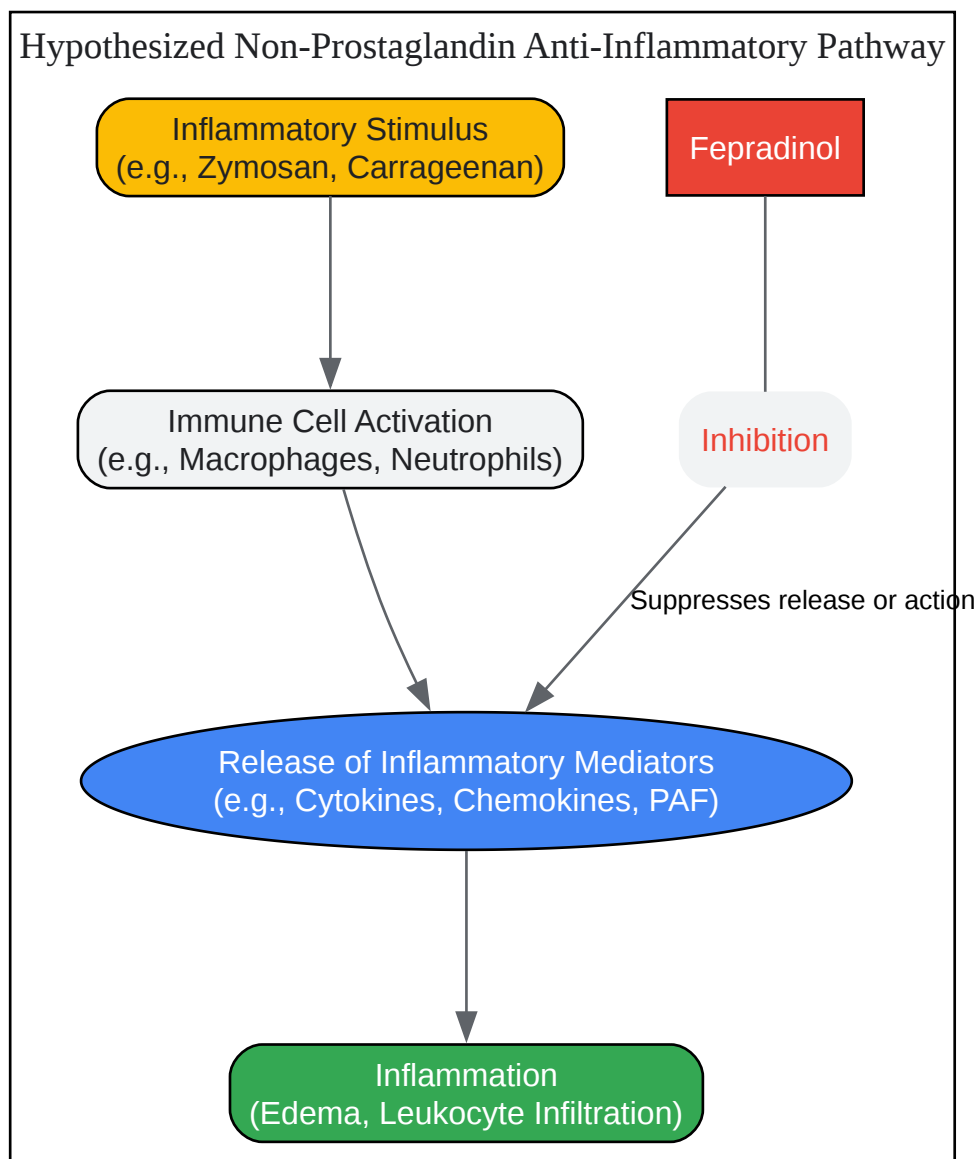 Hypothesized Non-Prostaglandin Anti-Inflammatory Pathway
Inflammatory Stimulus
(e.g., Zymosan, Carrageenan)
Fepradinol
Immune Cell Activation
(e.g., Macrophages, Neutrophils)
Inhibition
Suppresses release or action
Release of Inflammatory Mediators
(e.g., Cytokines, Chemokines, PAF)
Inflammation
(Edema, Leukocyte Infiltration)